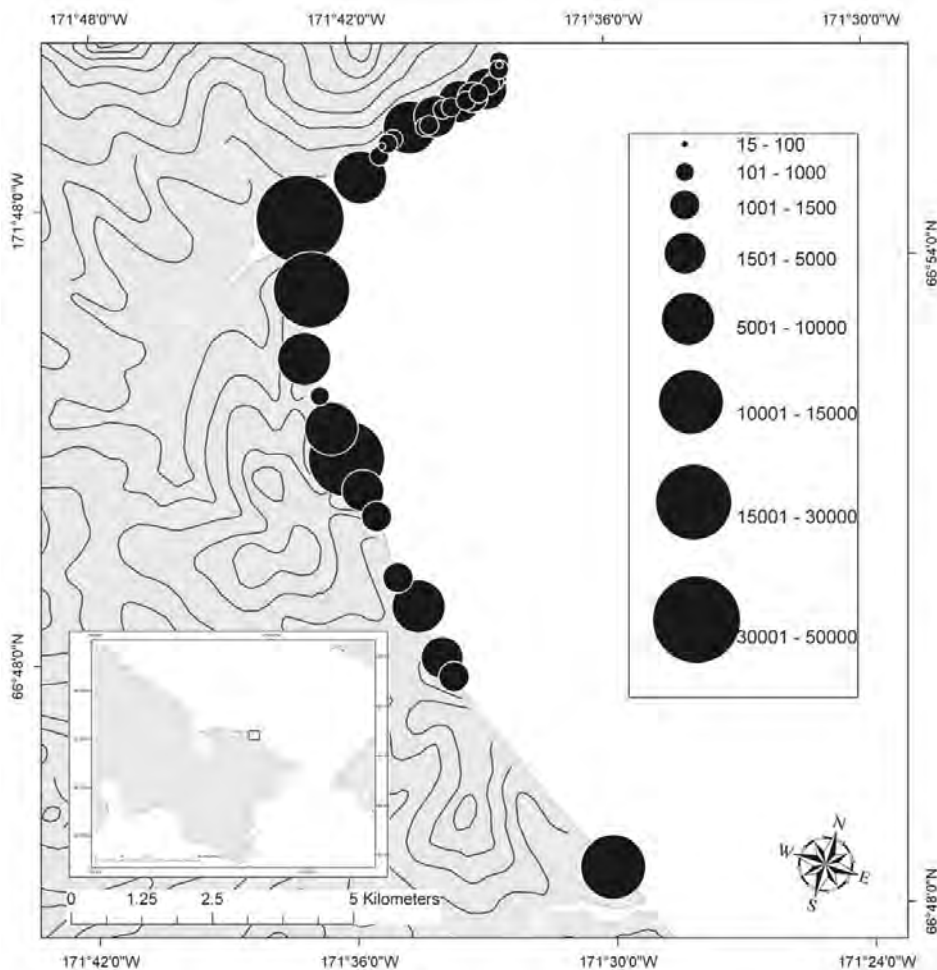 171°48'0"W 171°42'0"W 171°36'0"W 171°30'0"W
171°48'0"W
66°54'0"N
15 - 100
101 - 1000
1001 - 1500
1501 - 5000
5001 - 10000
10001 - 15000
15001 - 30000
30001 - 50000
66°48'0"N
0 1.25 2.5 5 Kilometers
N
W
E
S
66°48'0"N
171°42'0"W 171°36'0"W 171°30'0"W 171°24'0"W